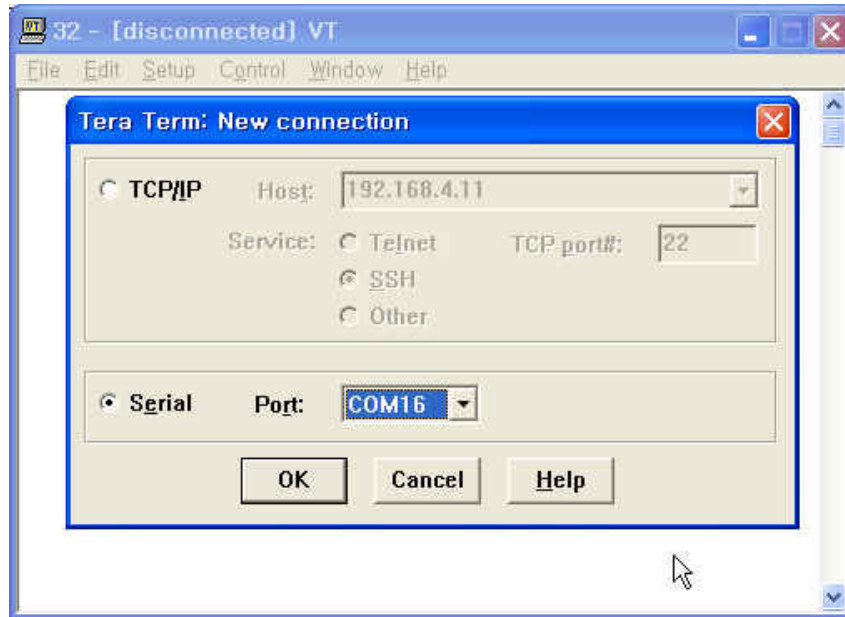 32 - [disconnected] VT
File Edit Setup Control Window Help
Tera Term: New connection
TCP/IP Host: 192.168.4.11
Service: Telnet TCP port#: 22
SSH
Other
Serial Port: COM16
OK Cancel Help